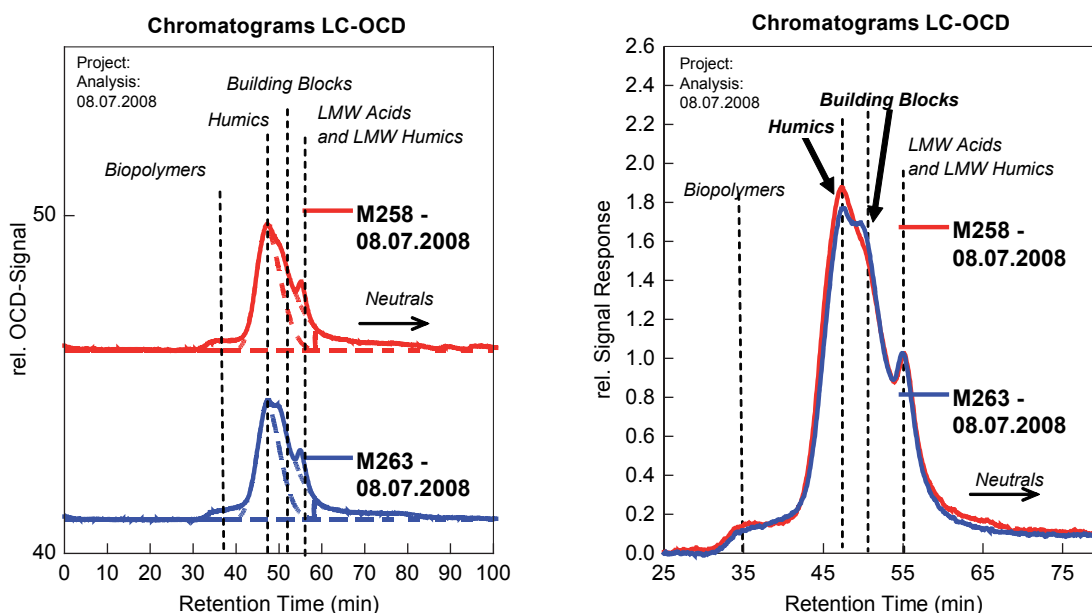 Chromatograms LC-OCD
Project:
Analysis:
08.07.2008
Building Blocks
Humics
LMW Acids
and LMW Humics
Biopolymers
50
M258 -
08.07.2008
Neutrals
M263 -
08.07.2008
40
rel. OCD-Signal
0 10 20 30 40 50 60 70 80 90 100
Retention Time (min)
Chromatograms LC-OCD
2.6
2.4
2.2
2.0
1.8
1.6
1.4
1.2
1.0
0.8
0.6
0.4
0.2
0.0
rel. Signal Response
Project:
Analysis:
08.07.2008
Building Blocks
Humics
LMW Acids
and LMW Humics
Biopolymers
M258 -
08.07.2008
M263 -
08.07.2008
Neutrals
25 35 45 55 65 75
Retention Time (min)